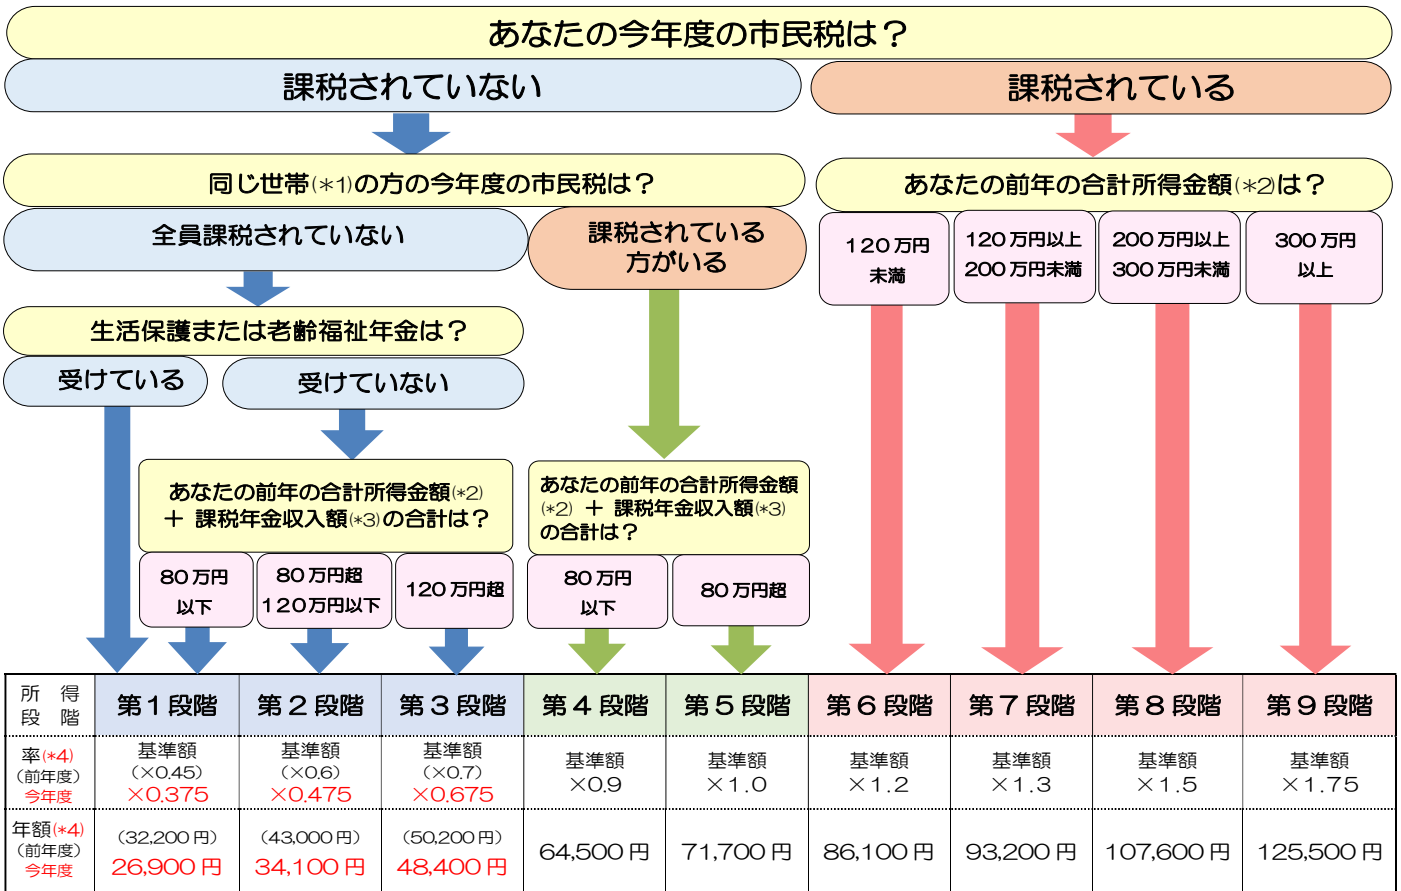 あなたの今年度の市民税は？
課税されていない
課税されている
同じ世帯(＊1)の方の今年度の市民税は？
あなたの前年の合計所得金額(*2)は？
全員課税されていない
課税されている
方がいる
120万円
未満
120万円以上
200万円未満
200万円以上
300万円未満
300万円
以上
生活保護または老齢福祉年金は？
受けている
受けていない
あなたの前年の合計所得金額(*2)
＋ 課税年金収入額(*3)の合計は？
あなたの前年の合計所得金額
(*2) ＋ 課税年金収入額(*3)
の合計は？
80万円
以下
80万円超
120万円以下
120万円超
80万円
以下
80万円超
所　得
段　階
第1段階
第2段階
第3段階
第4段階
第5段階
第6段階
第7段階
第8段階
第9段階
率(*4)
（前年度）
今年度
基準額
（×0.45）
×0.375
基準額
（×0.6）
×0.475
基準額
（×0.7）
×0.675
基準額
×0.9
基準額
×1.0
基準額
×1.2
基準額
×1.3
基準額
×1.5
基準額
×1.75
年額(*4)
（前年度）
今年度
（32,200円）
26,900円
（43,000円）
34,100円
（50,200円）
48,400円
64,500円
71,700円
86,100円
93,200円
107,600円
125,500円